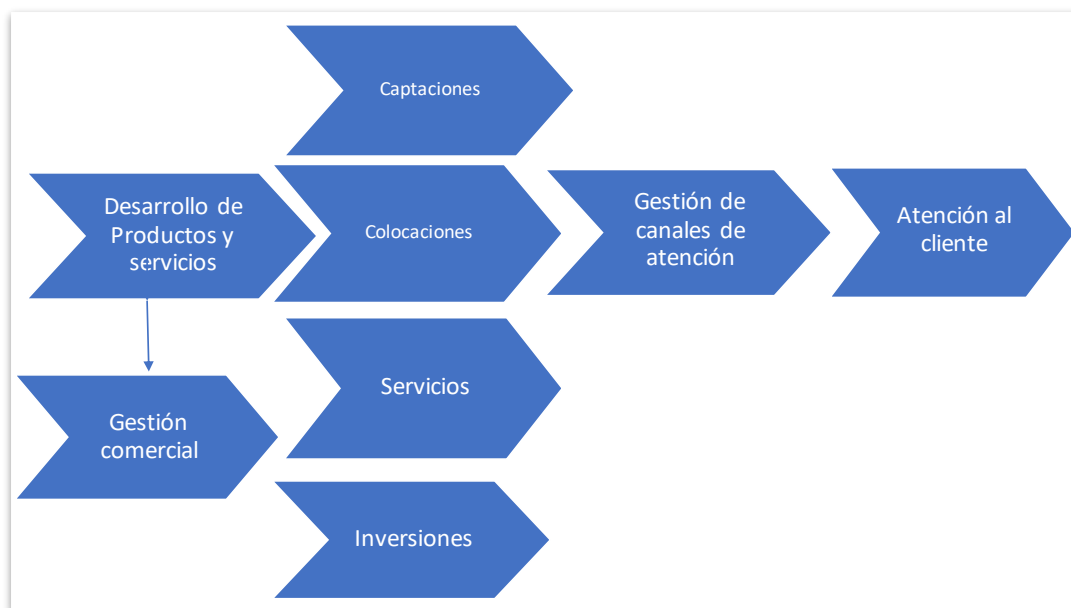 Captaciones
Desarrollo de
Productos y
servicios
Colocaciones
Gestión de
canales de
atención
Atención al
cliente
Servicios
Gestión
comercial
Inversiones